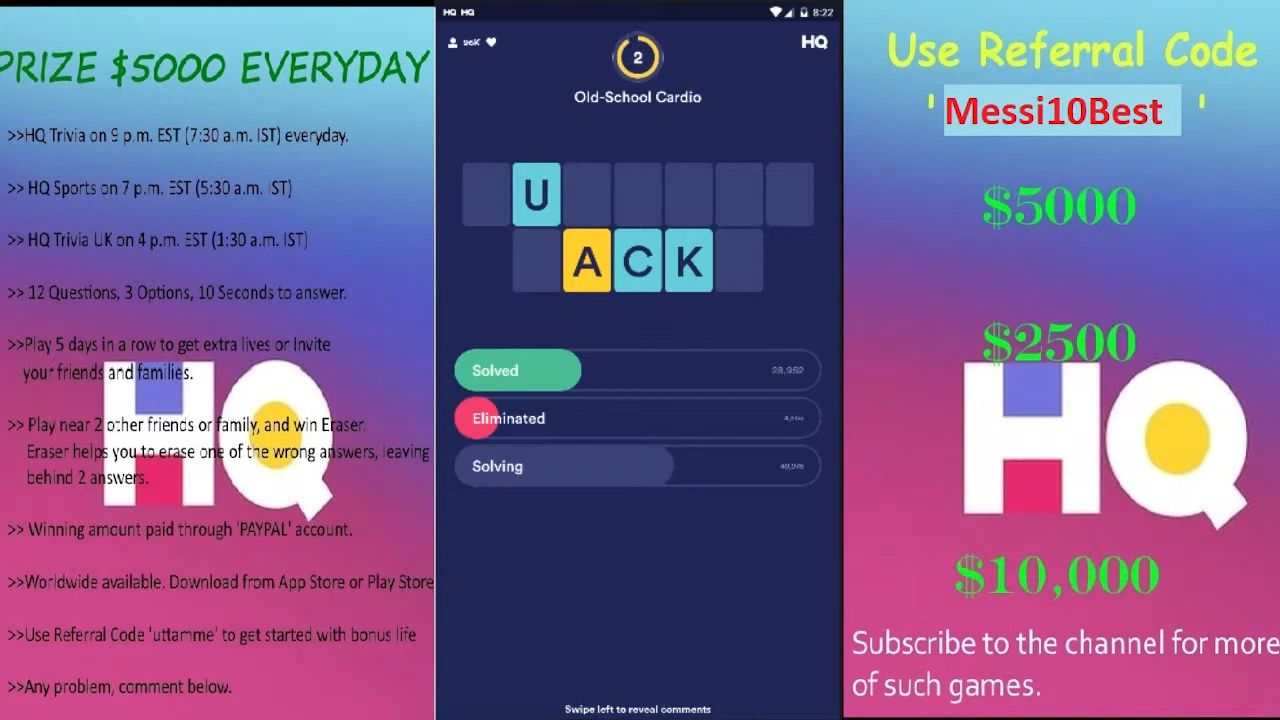 PRIZE $5000 EVERYDAY
>>HQ Trivia on 9 p.m. EST (7:30 a.m. IST) everyday.
>> HQ Sports on 7 p.m. EST (5:30 a.m. IST)
>> HQ Trivia UK on 4 p.m. EST (1:30 a.m. IST)
>> 12 Questions, 3 Options, 10 Seconds to answer.
>>Play 5 days in a row to get extra lives or Invite
your friends and families.
>> Play near 2 other friends or family, and win Eraser.
Eraser helps you to erase one of the wrong answers, leaving
behind 2 answers.
>> Winning amount paid through 'PAYPAL' account.
>>Worldwide available. Download from App Store or Play Store
>>Use Referral Code 'uttamme' to get started with bonus life
>>Any problem, comment below.
HQ
HQ HQ 8:22
96K HQ
2
Old-School Cardio
U
ACK
Solved 28,952
Eliminated
Solving
Swipe left to reveal comments
Use Referral Code
' Messi10Best '
$5000
$2500
HQ
$10,000
Subscribe to the channel for more
of such games.